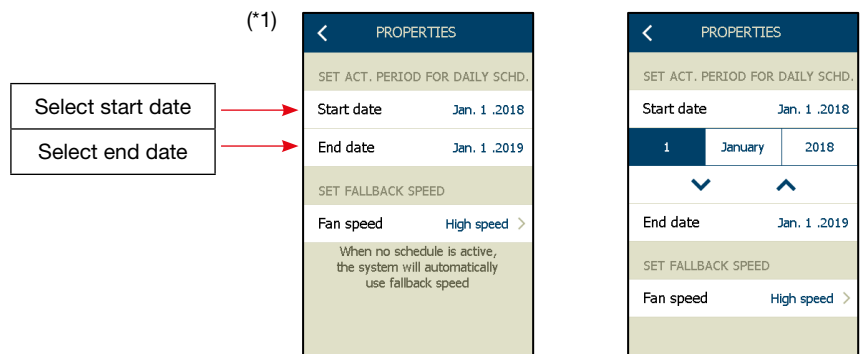 (*1)
Select start date
Select end date
PROPERTIES
SET ACT. PERIOD FOR DAILY SCHD.
Start date Jan. 1 .2018
End date Jan. 1 .2019
SET FALLBACK SPEED
Fan speed High speed >
When no schedule is active,
the system will automatically
use fallback speed
PROPERTIES
SET ACT. PERIOD FOR DAILY SCHD.
Start date Jan. 1 .2018
1 January 2018
End date Jan. 1 .2019
SET FALLBACK SPEED
Fan speed High speed >